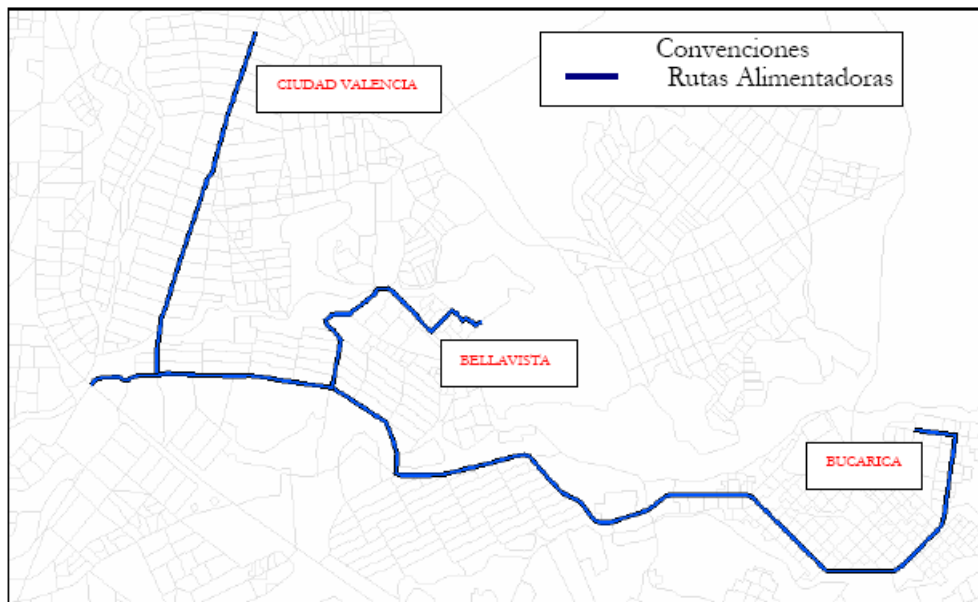 Convenciones
Rutas Alimentadoras
CIUDAD VALENCIA
BELLAVISTA
BUCARICA